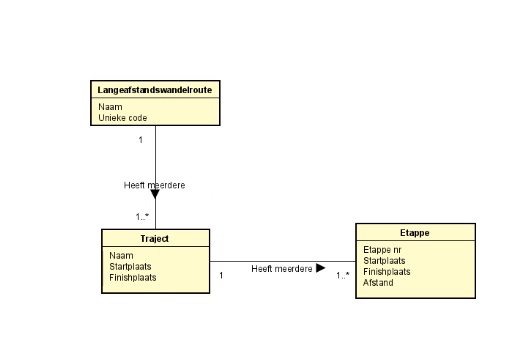 Langeafstandswandelroute
Naam
Unieke code
1
Heeft meerdere
1..*
Traject
Naam
Startplaats
Finishplaats
1
Heeft meerdere
1..*
Etappe
Etappe nr
Startplaats
Finishplaats
Afstand